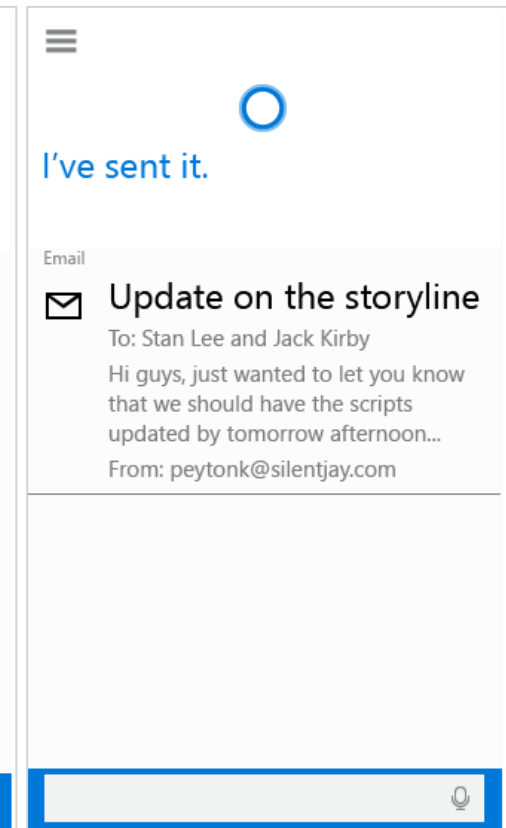 I've sent it.
Email
Update on the storyline
To: Stan Lee and Jack Kirby
Hi guys, just wanted to let you know
that we should have the scripts
updated by tomorrow afternoon...
From: peytonk@silentjay.com